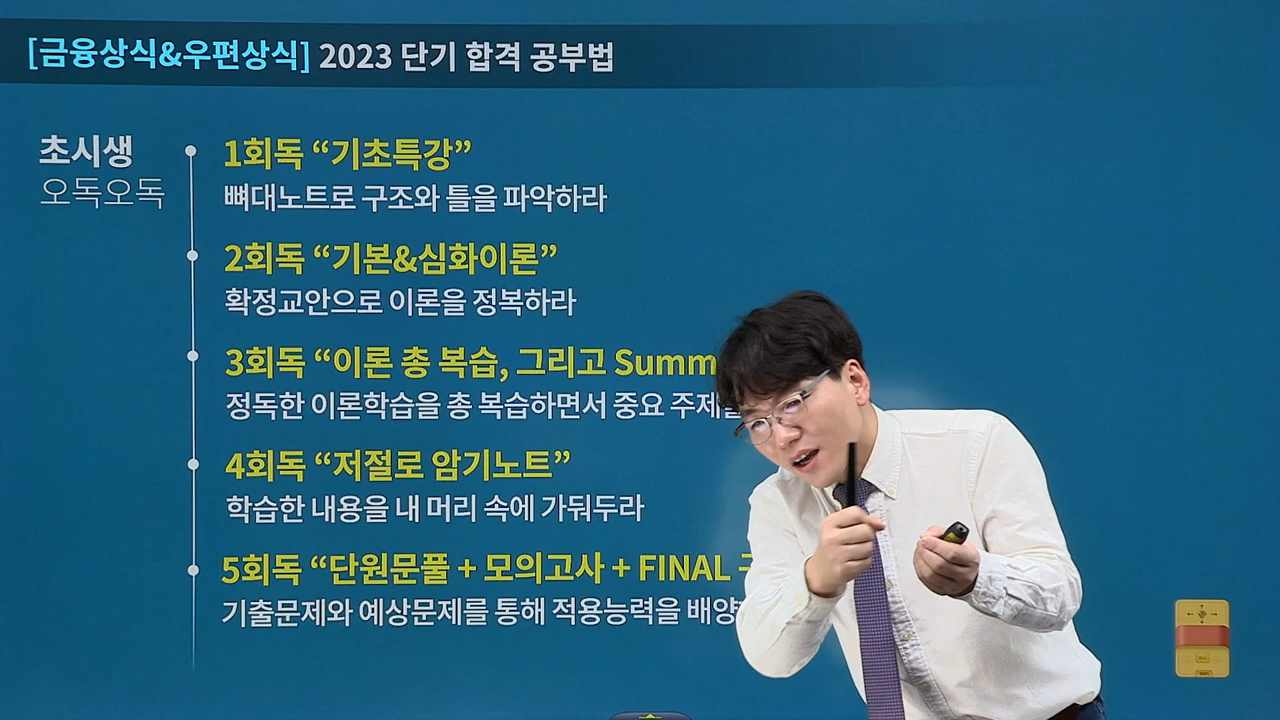 [금융상식&우편상식] 2023 단기 합격 공부법
초시생
오독오독
1회독 “기초특강”
뼈대노트로 구조와 틀을 파악하라
2회독 “기본&심화이론”
확정교안으로 이론을 정복하라
3회독 “이론 총 복습, 그리고 Summ
정독한 이론학습을 총 복습하면서 중요 주제를
4회독 “저절로 암기노트”
학습한 내용을 내 머리 속에 가둬두라
5회독 “단원문풀 + 모의고사 + FINAL
기출문제와 예상문제를 통해 적용능력을 배양